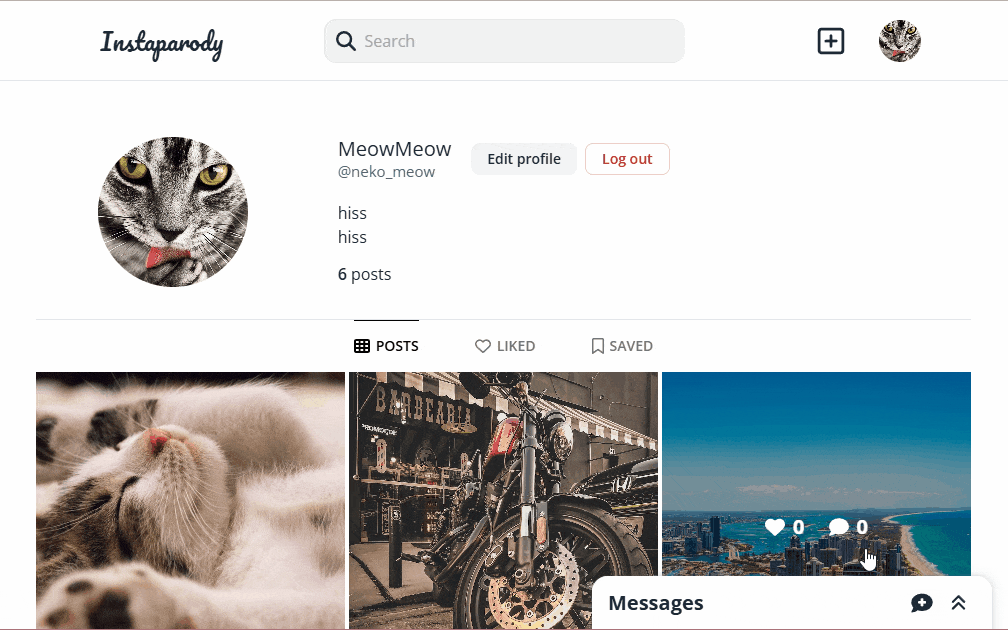 Instaparody
Search
MeowMeow
@neko_meow
Edit profile
Log out
hiss
hiss
6 posts
POSTS
LIKED
SAVED
BARBEARIA
0 0
Messages